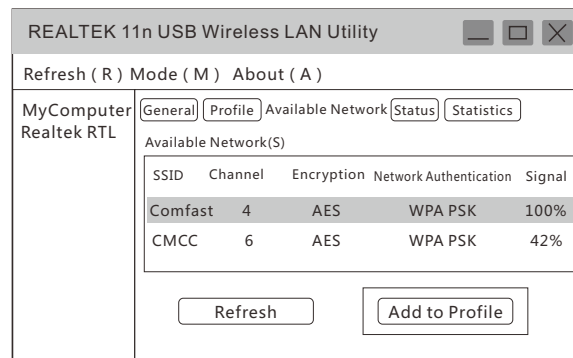 REALTEK 11n USB Wireless LAN Utility
Refresh ( R ) Mode ( M ) About ( A )
MyComputer
Realtek RTL
General Profile Available Network Status Statistics
Available Network(S)
SSID Channel Encryption Network Authentication Signal
Comfast 4 AES WPA PSK 100%
CMCC 6 AES WPA PSK 42%
Refresh Add to Profile